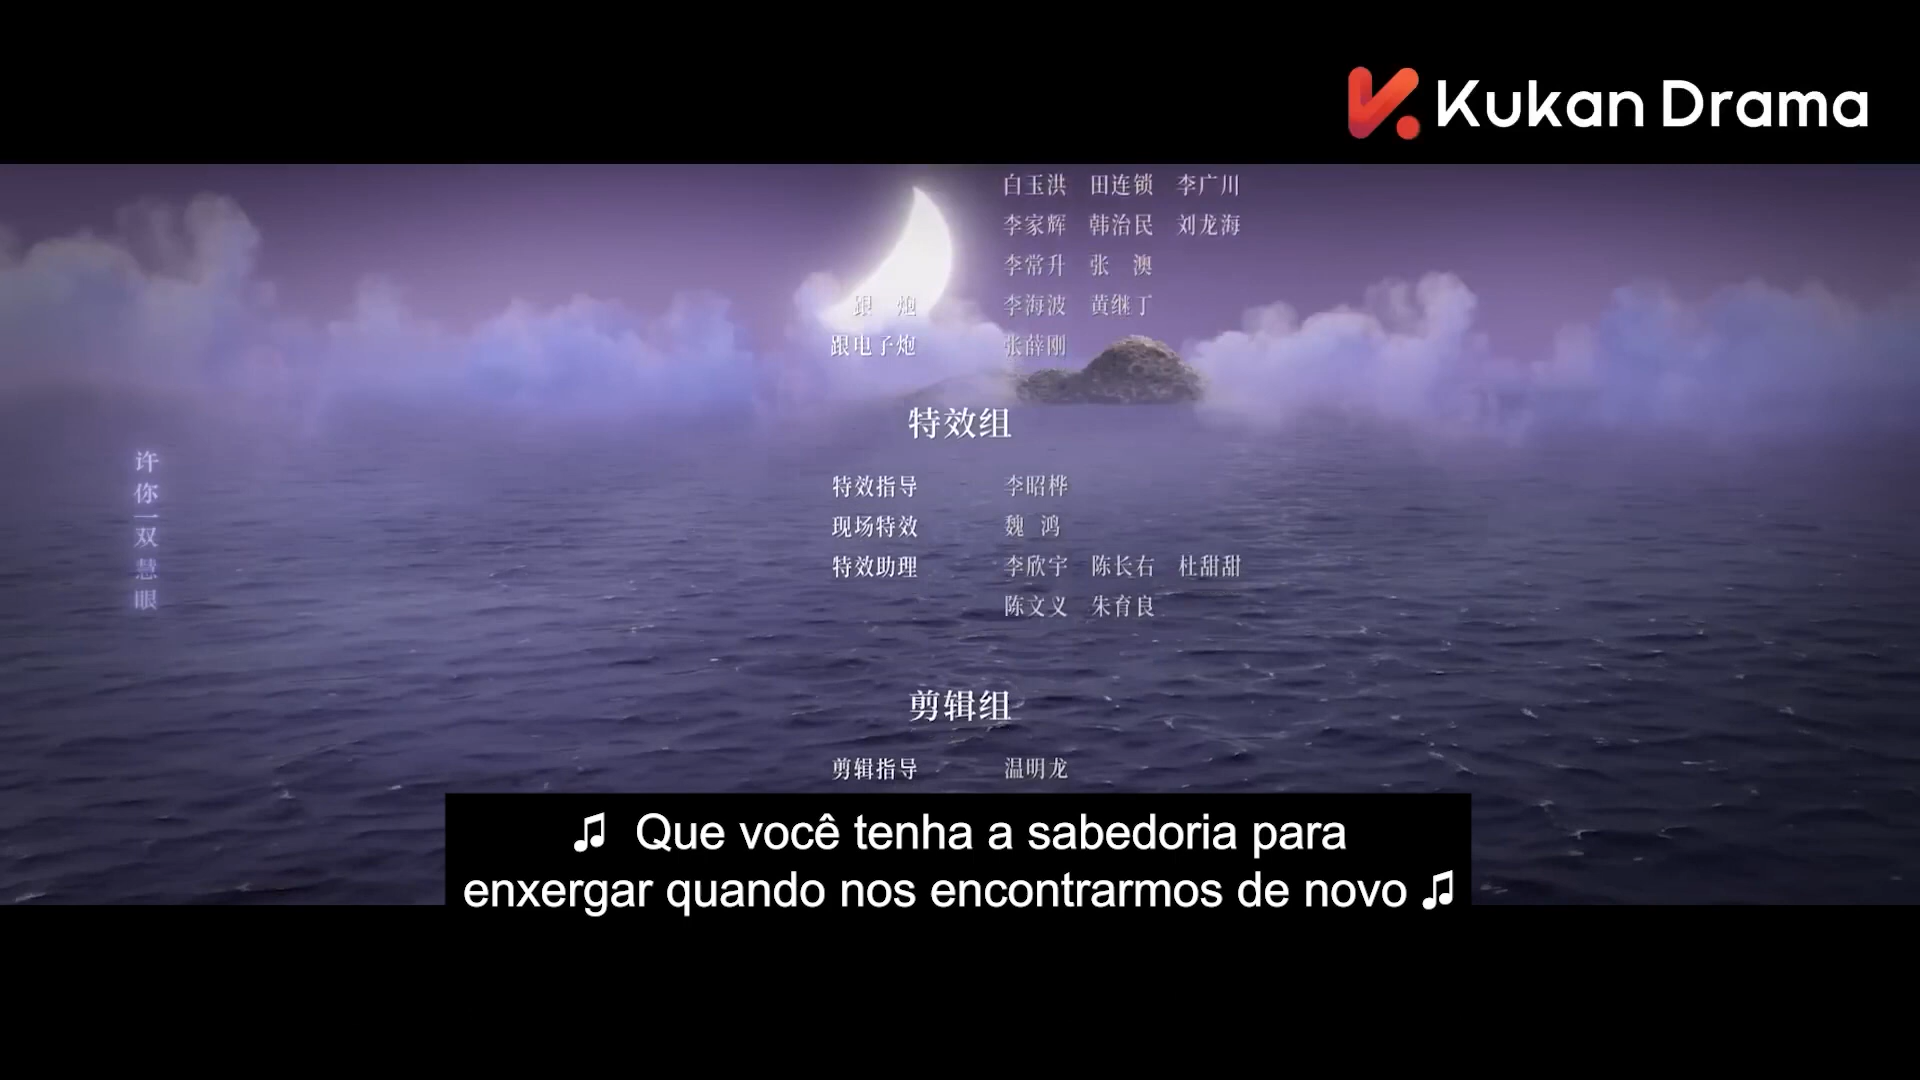 Kukan Drama
白玉洪 田连锁 李广川
李家辉 韩治民 刘龙海
李常升 张 澳
跟 炮 李海波 黄继丁
跟电子炮 张薛刚
特效组
特效指导 李昭桦
现场特效 魏 鸿
特效助理 李欣宇 陈长右 杜甜甜
陈文义 朱育良
许你一双慧眼
剪辑组
剪辑指导 温明龙
♫ Que você tenha a sabedoria para
enxergar quando nos encontrarmos de novo ♫